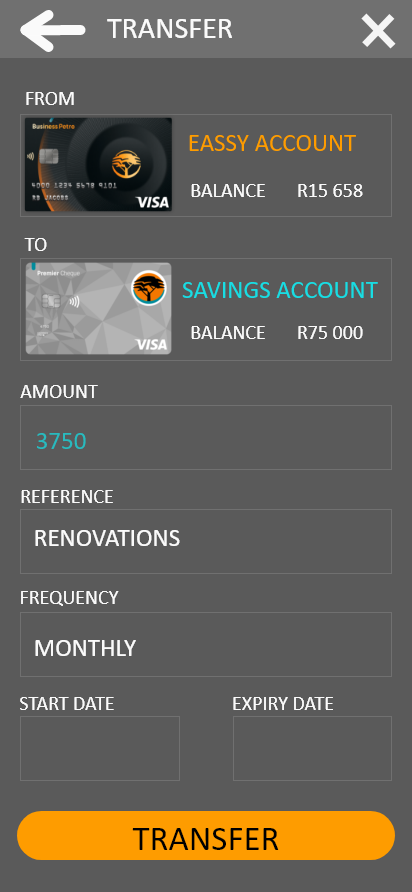 TRANSFER
FROM
Business Petro
4000 1234 5678 9101
VISA
EASSY ACCOUNT
BALANCE R15 658
TO
Premier Cheque
VISA
SAVINGS ACCOUNT
BALANCE R75 000
AMOUNT
3750
REFERENCE
RENOVATIONS
FREQUENCY
MONTHLY
START DATE EXPIRY DATE
TRANSFER